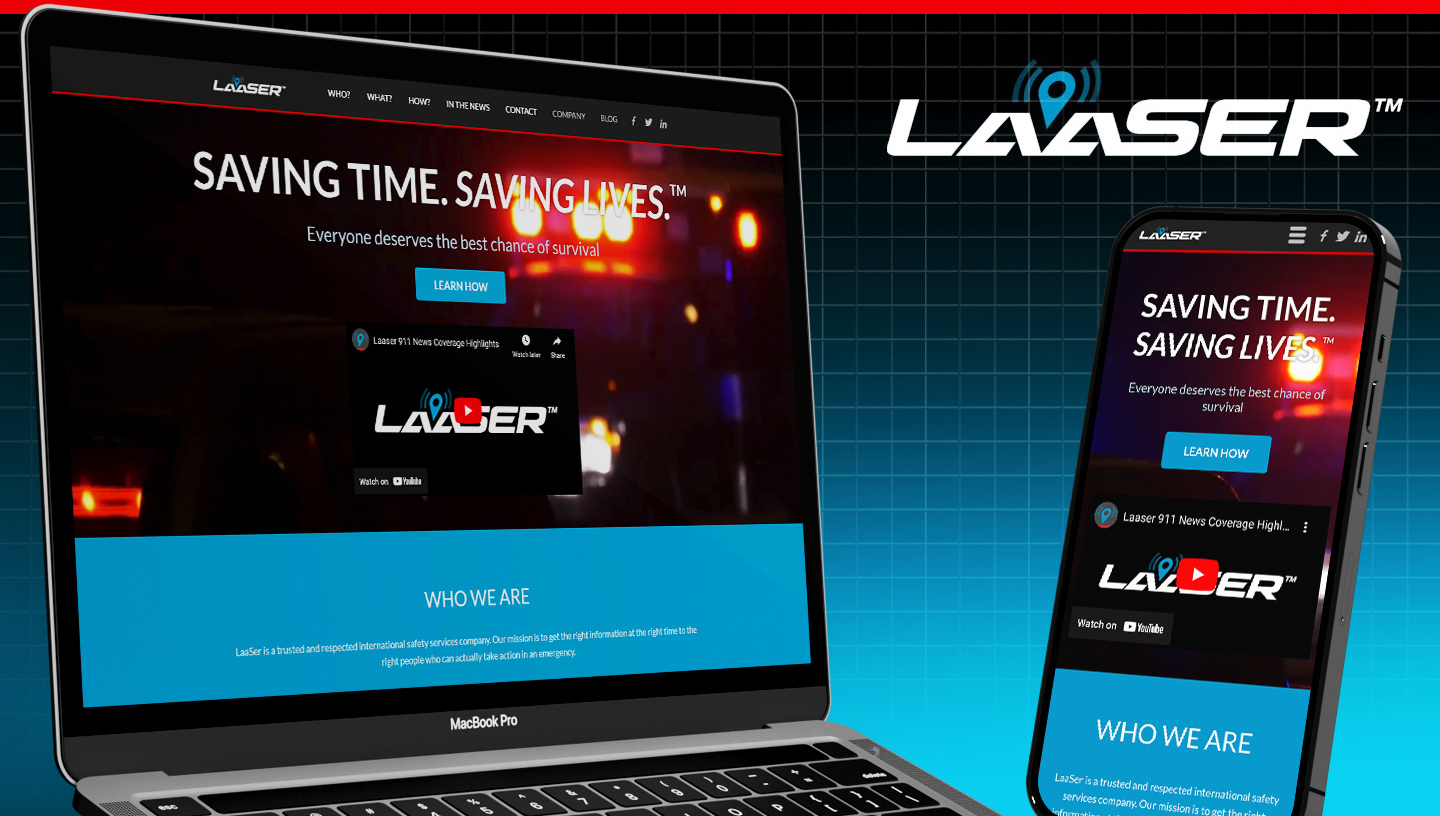 LAASER™
WHO? WHAT? HOW? IN THE NEWS CONTACT COMPANY BLOG f in
SAVING TIME. SAVING LIVES.™
Everyone deserves the best chance of survival
LEARN HOW
Laaser 911 News Coverage Highlights
Watch later
Share
LAASER™
Watch on YouTube
WHO WE ARE
LaaSer is a trusted and respected international safety services company. Our mission is to get the right information at the right time to the
right people who can actually take action in an emergency.
MacBook Pro
esc
delete
LAASER™
LAASER™
f in
SAVING TIME.
SAVING LIVES.™
Everyone deserves the best chance of
survival
LEARN HOW
Laaser 911 News Coverage Highl...
LAASER™
Watch on YouTube
WHO WE ARE
LaaSer is a trusted and respected international safety
services company. Our mission is to get the right